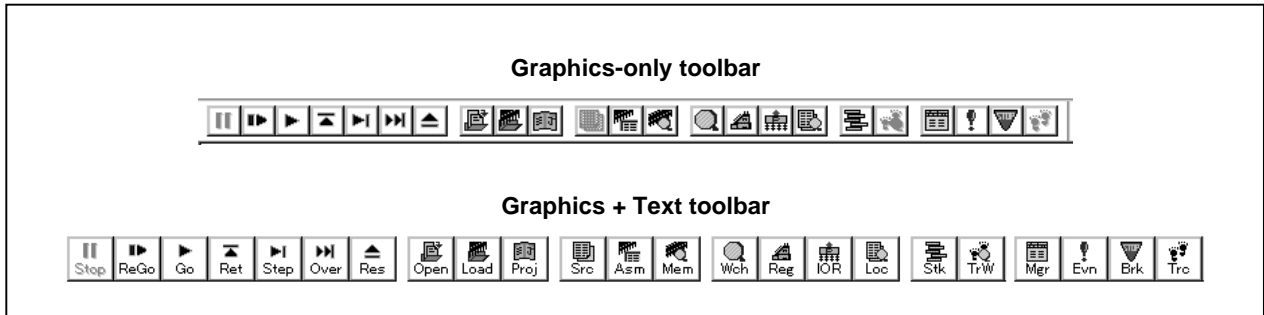 Graphics-only toolbar
STOP
Graphics + Text toolbar
Stop ReGo Go Ret Step Over Res Open Load Proj Src Asm Mem Wch Reg IOR Loc Stk TrW Mgr Evn Brk Trc